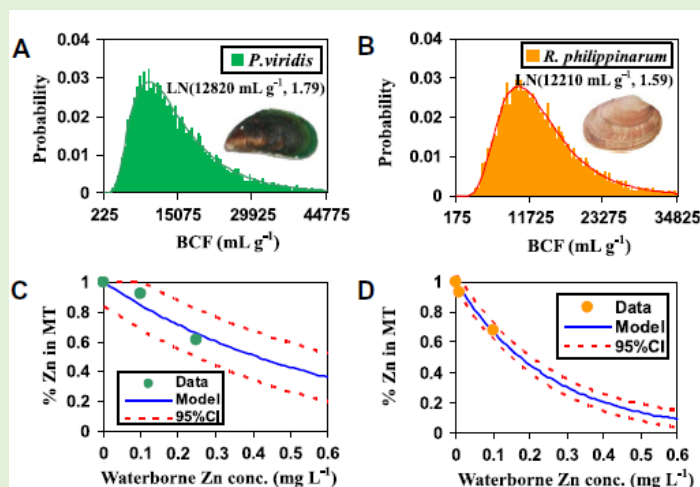 A
P.viridis
LN(12820 mL g⁻¹, 1.79)
Probability
0.04
0.03
0.02
0.01
0
225 15075 29925 44775
BCF (mL g⁻¹)
B
R. philippinarum
LN(12210 mL g⁻¹, 1.59)
Probability
0.04
0.03
0.02
0.01
0
175 11725 23275 34825
BCF (mL g⁻¹)
C
% Zn in MT
1
0.8
0.6
0.4
0.2
0
Data
Model
95%CI
0 0.1 0.2 0.3 0.4 0.5 0.6
Waterborne Zn conc. (mg L⁻¹)
D
% Zn in MT
1
0.8
0.6
0.4
0.2
0
Data
Model
95%CI
0 0.1 0.2 0.3 0.4 0.5 0.6
Waterborne Zn conc. (mg L⁻¹)